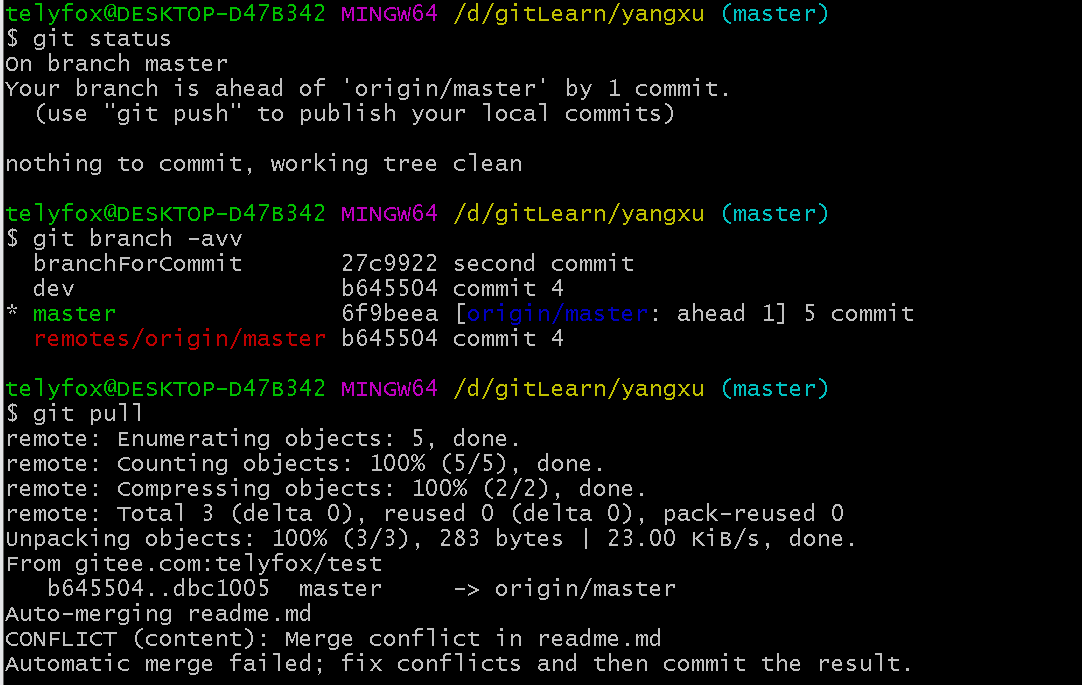 telyfox@DESKTOP-D47B342 MINGW64 /d/gitLearn/yangxu (master)
$ git status
On branch master
Your branch is ahead of 'origin/master' by 1 commit.
  (use "git push" to publish your local commits)

nothing to commit, working tree clean

telyfox@DESKTOP-D47B342 MINGW64 /d/gitLearn/yangxu (master)
$ git branch -avv
  branchForCommit       27c9922 second commit
  dev                   b645504 commit 4
* master                6f9beea [origin/master: ahead 1] 5 commit
  remotes/origin/master b645504 commit 4

telyfox@DESKTOP-D47B342 MINGW64 /d/gitLearn/yangxu (master)
$ git pull
remote: Enumerating objects: 5, done.
remote: Counting objects: 100% (5/5), done.
remote: Compressing objects: 100% (2/2), done.
remote: Total 3 (delta 0), reused 0 (delta 0), pack-reused 0
Unpacking objects: 100% (3/3), 283 bytes | 23.00 KiB/s, done.
From gitee.com:telyfox/test
   b645504..dbc1005  master     -> origin/master
Auto-merging readme.md
CONFLICT (content): Merge conflict in readme.md
Automatic merge failed; fix conflicts and then commit the result.